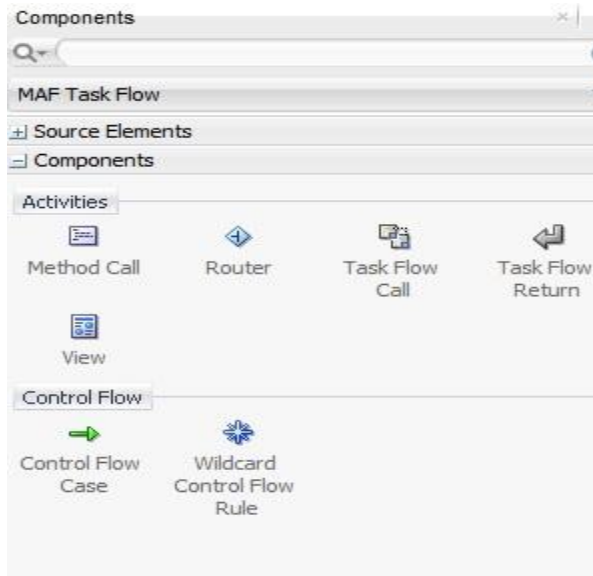 Components
MAF Task Flow
Source Elements
Components
Activities
Method Call
Router
Task Flow Call
Task Flow Return
View
Control Flow
Control Flow Case
Wildcard Control Flow Rule